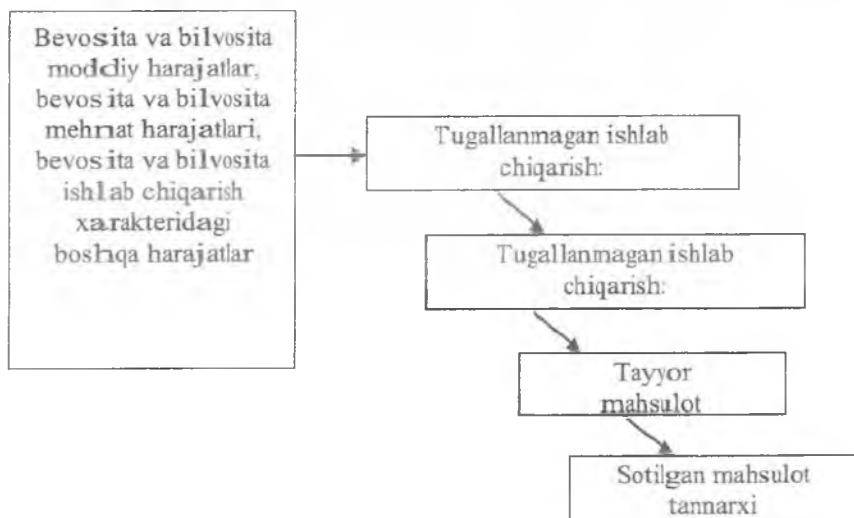 Bevosita va bilvosita
moddiy harajatlar,
bevosita va bilvosita
mehnat harajatlari,
bevosita va bilvosita
ishlab chiqarish
xarakteridagi
boshqa harajatlar
Tugallanmagan ishlab
chiqarish:
Tugallanmagan ishlab
chiqarish:
Tayyor
mahsulot
Sotilgan mahsulot
tannarxi